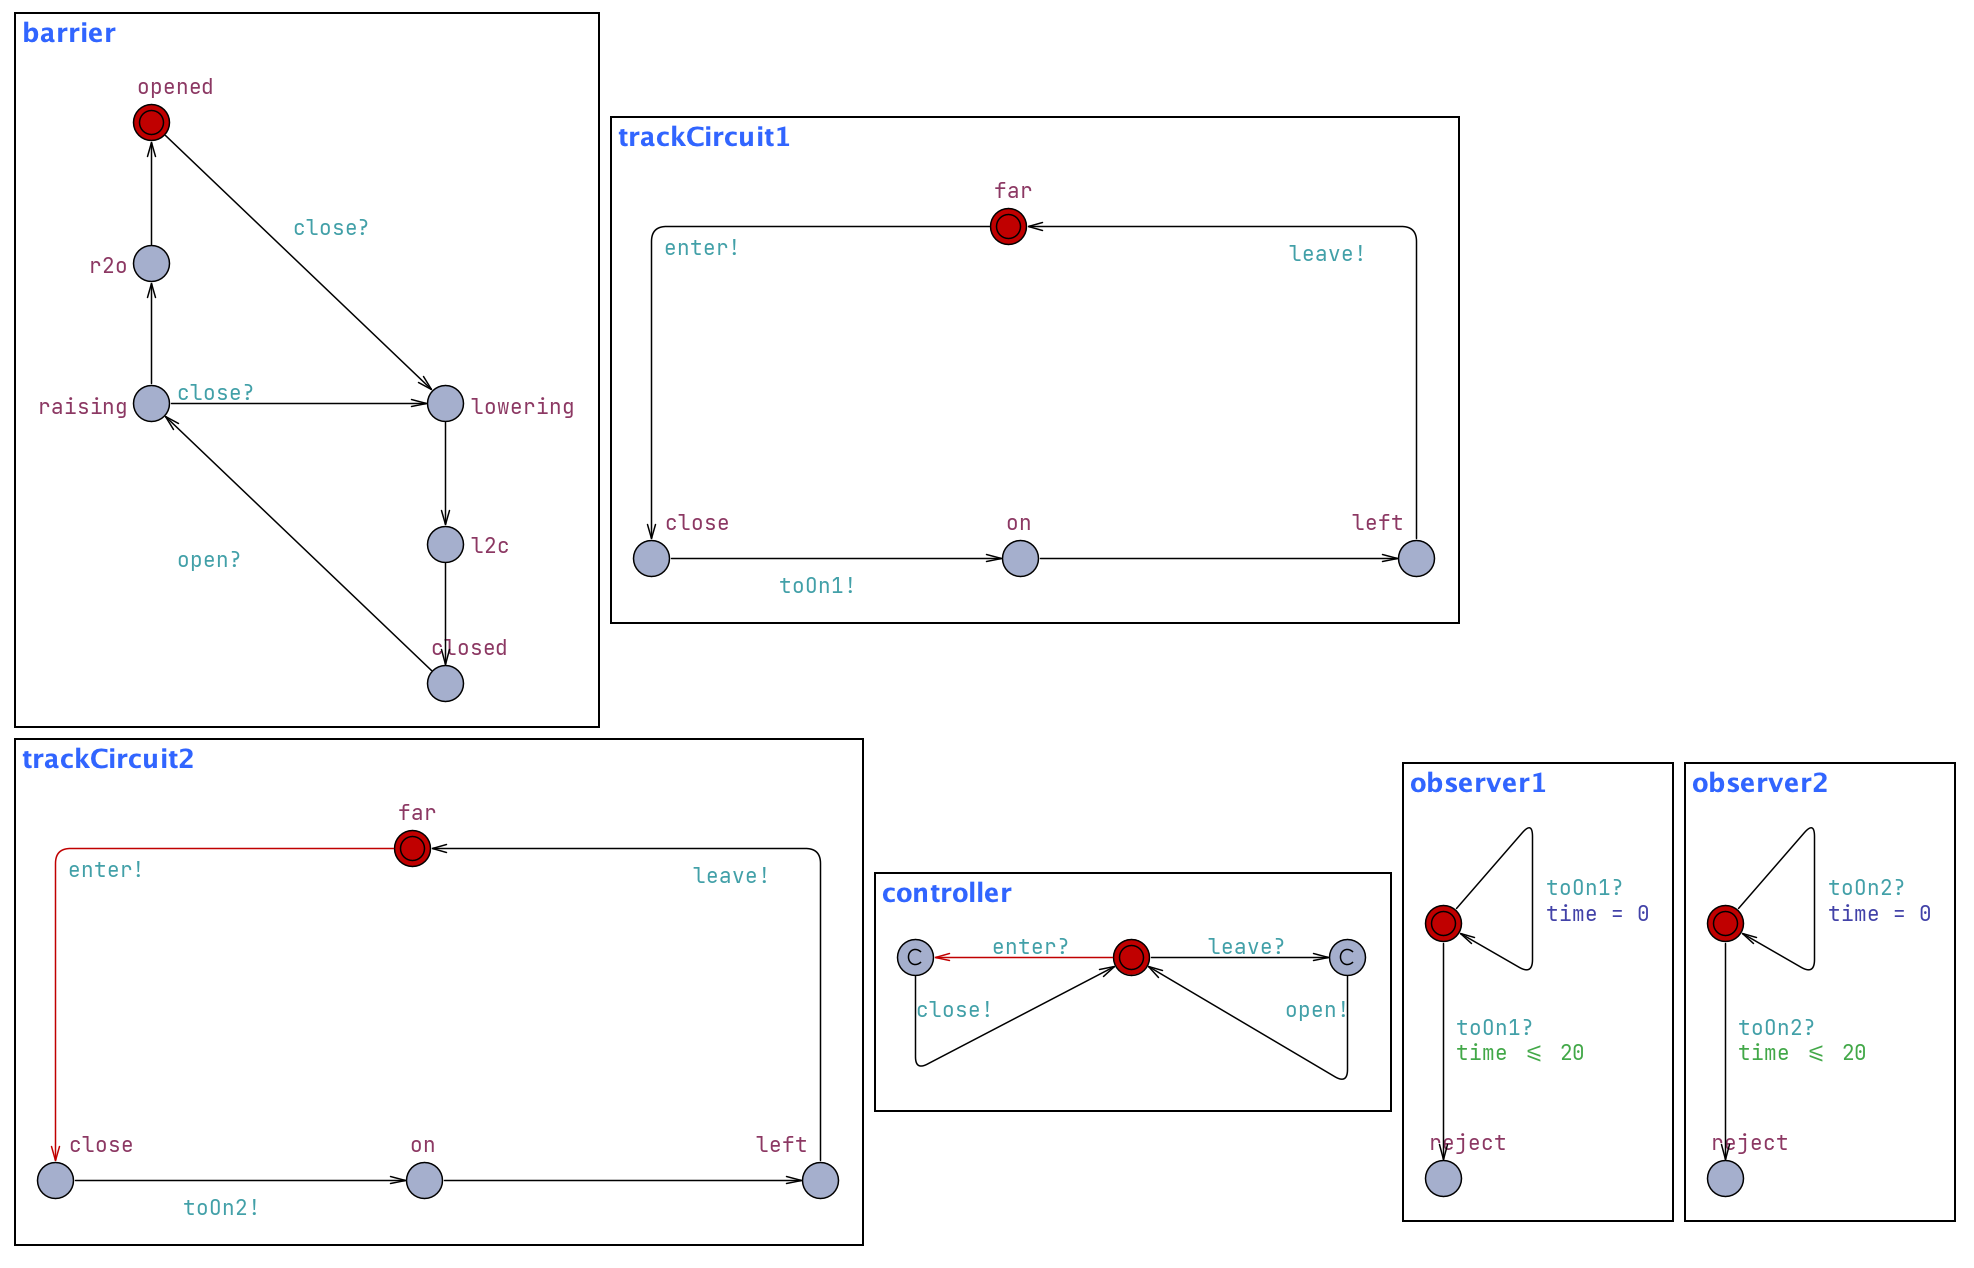 barrier
opened
close?
r2o
raising
close?
lowering
open?
l2c
closed
trackCircuit1
far
enter!
leave!
close
on
left
toOn1!
trackCircuit2
far
enter!
leave!
close
on
left
toOn2!
controller
enter?
leave?
C
C
close!
open!
observer1
toOn1?
time = 0
toOn1?
time ⩽ 20
reject
observer2
toOn2?
time = 0
toOn2?
time ⩽ 20
reject